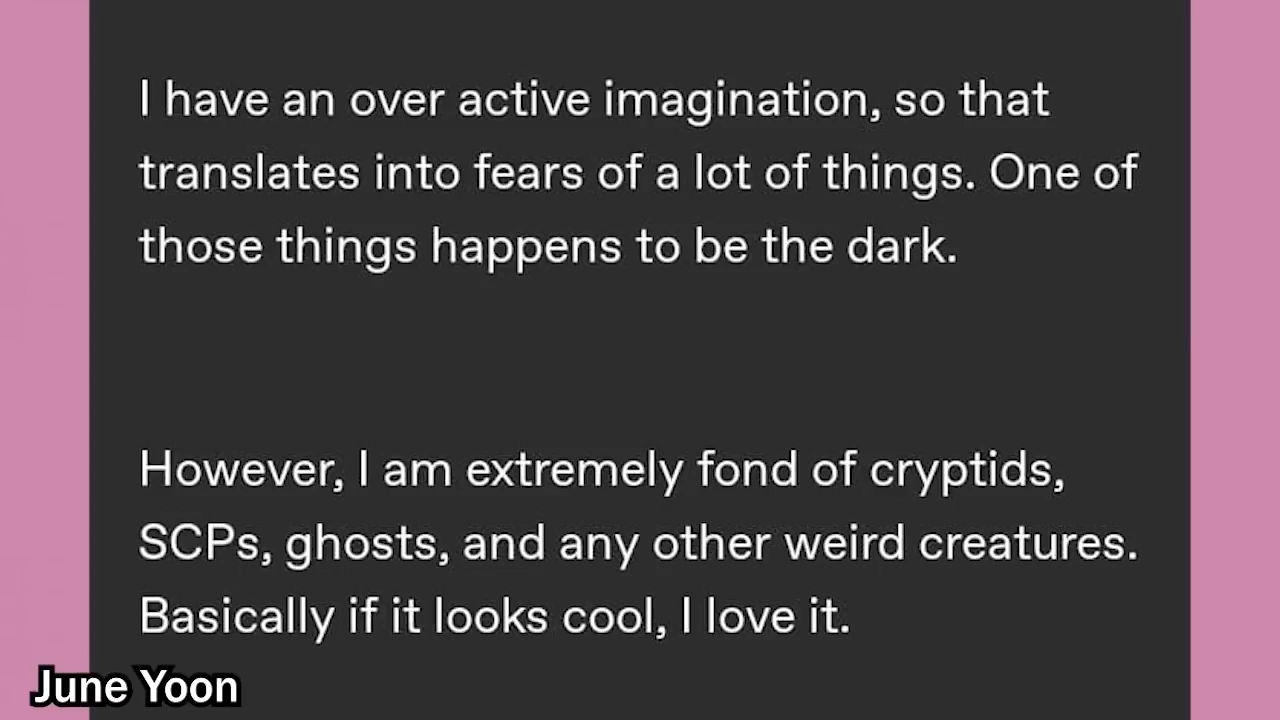 I have an over active imagination, so that
translates into fears of a lot of things. One of
those things happens to be the dark.
However, I am extremely fond of cryptids,
SCPs, ghosts, and any other weird creatures.
Basically if it looks cool, I love it.
June Yoon